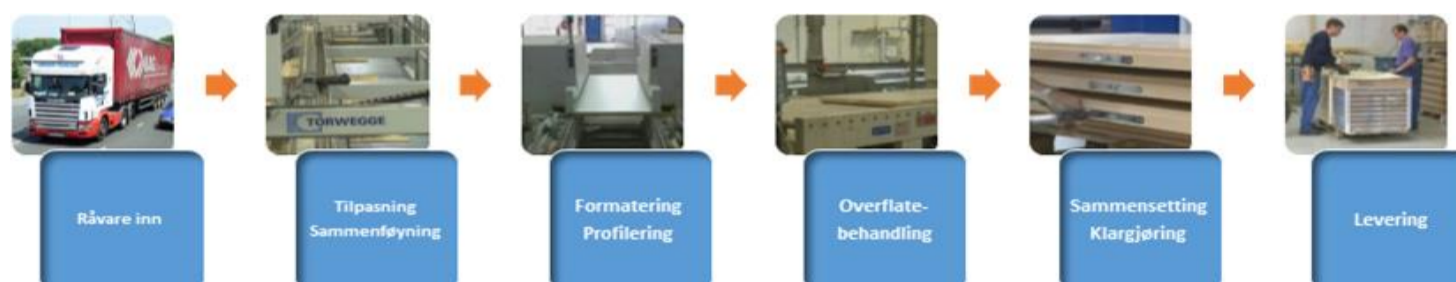 TORWEGGE
Råvare inn
Tilpasning
Sammenføyning
Formatering
Profilering
Overflate-
behandling
Sammensetting
Klargjøring
Levering